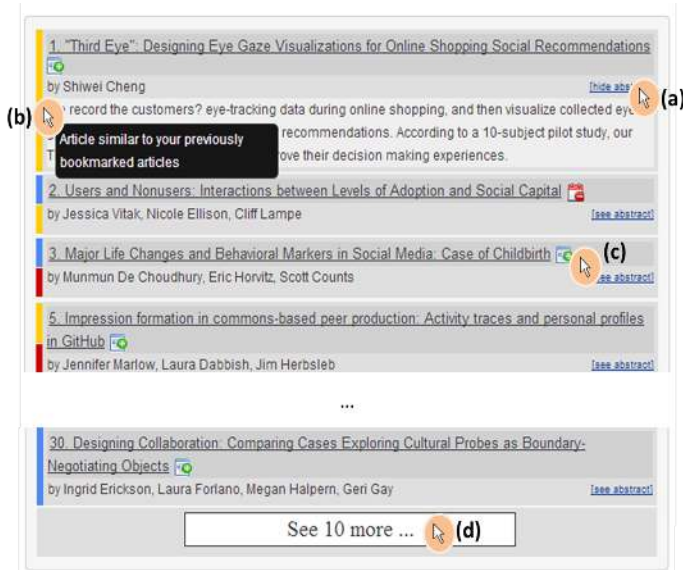 1. "Third Eye": Designing Eye Gaze Visualizations for Online Shopping Social Recommendations
by Shiwei Cheng
[hide abs
(a)
(b)
record the customers? eye-tracking data during online shopping, and then visualize collected
Article similar to your previously
recommendations. According to a 10-subject pilot study, our
bookmarked articles
their decision making experiences.
2. Users and Nonusers: Interactions between Levels of Adoption and Social Capital
by Jessica Vitak, Nicole Ellison, Cliff Lampe
[see abstract]
3. Major Life Changes and Behavioral Markers in Social Media: Case of Childbirth
(c)
by Munmun De Choudhury, Eric Horvitz, Scott Counts
see abstract]
5. Impression formation in commons-based peer production: Activity traces and personal profiles
in GitHub
by Jennifer Marlow, Laura Dabbish, Jim Herbsleb
[see abstract]
...
30. Designing Collaboration: Comparing Cases Exploring Cultural Probes as Boundary-
Negotiating Objects
by Ingrid Erickson, Laura Forlano, Megan Halpern, Geri Gay
[see abstract]
See 10 more ...
(d)